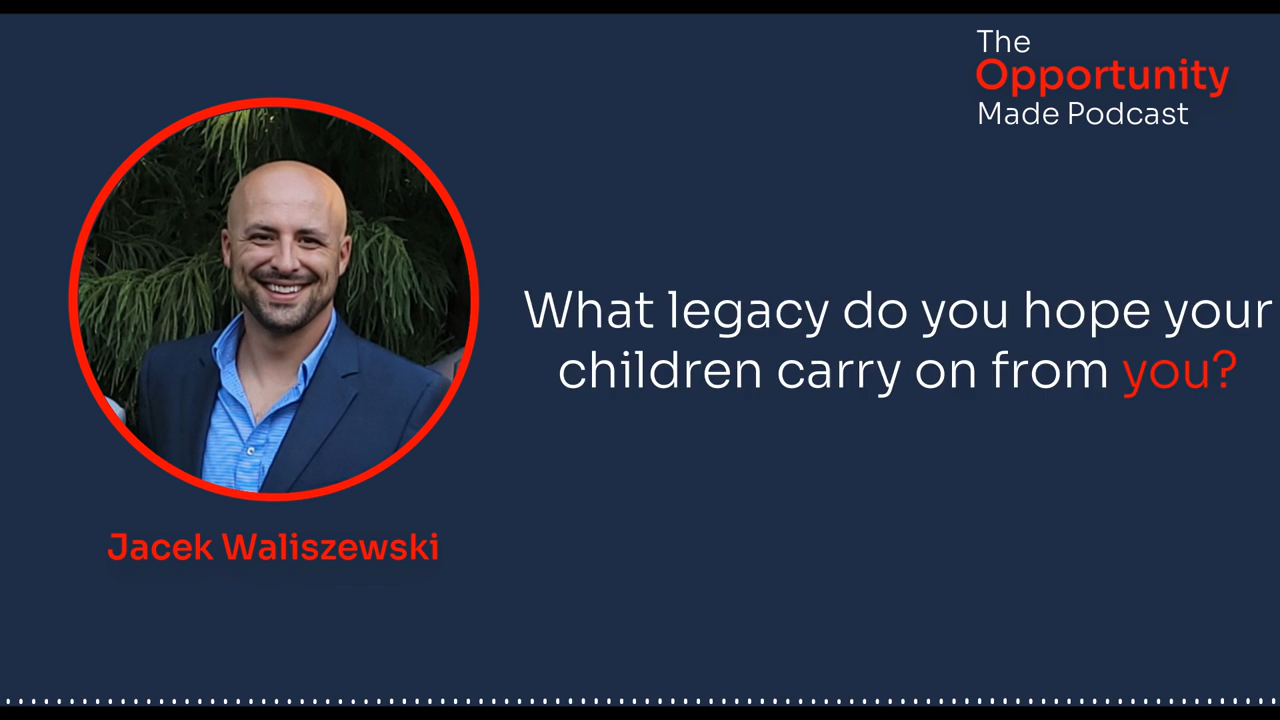 The
Opportunity
Made Podcast
What legacy do you hope your
children carry on from you?
Jacek Waliszewski